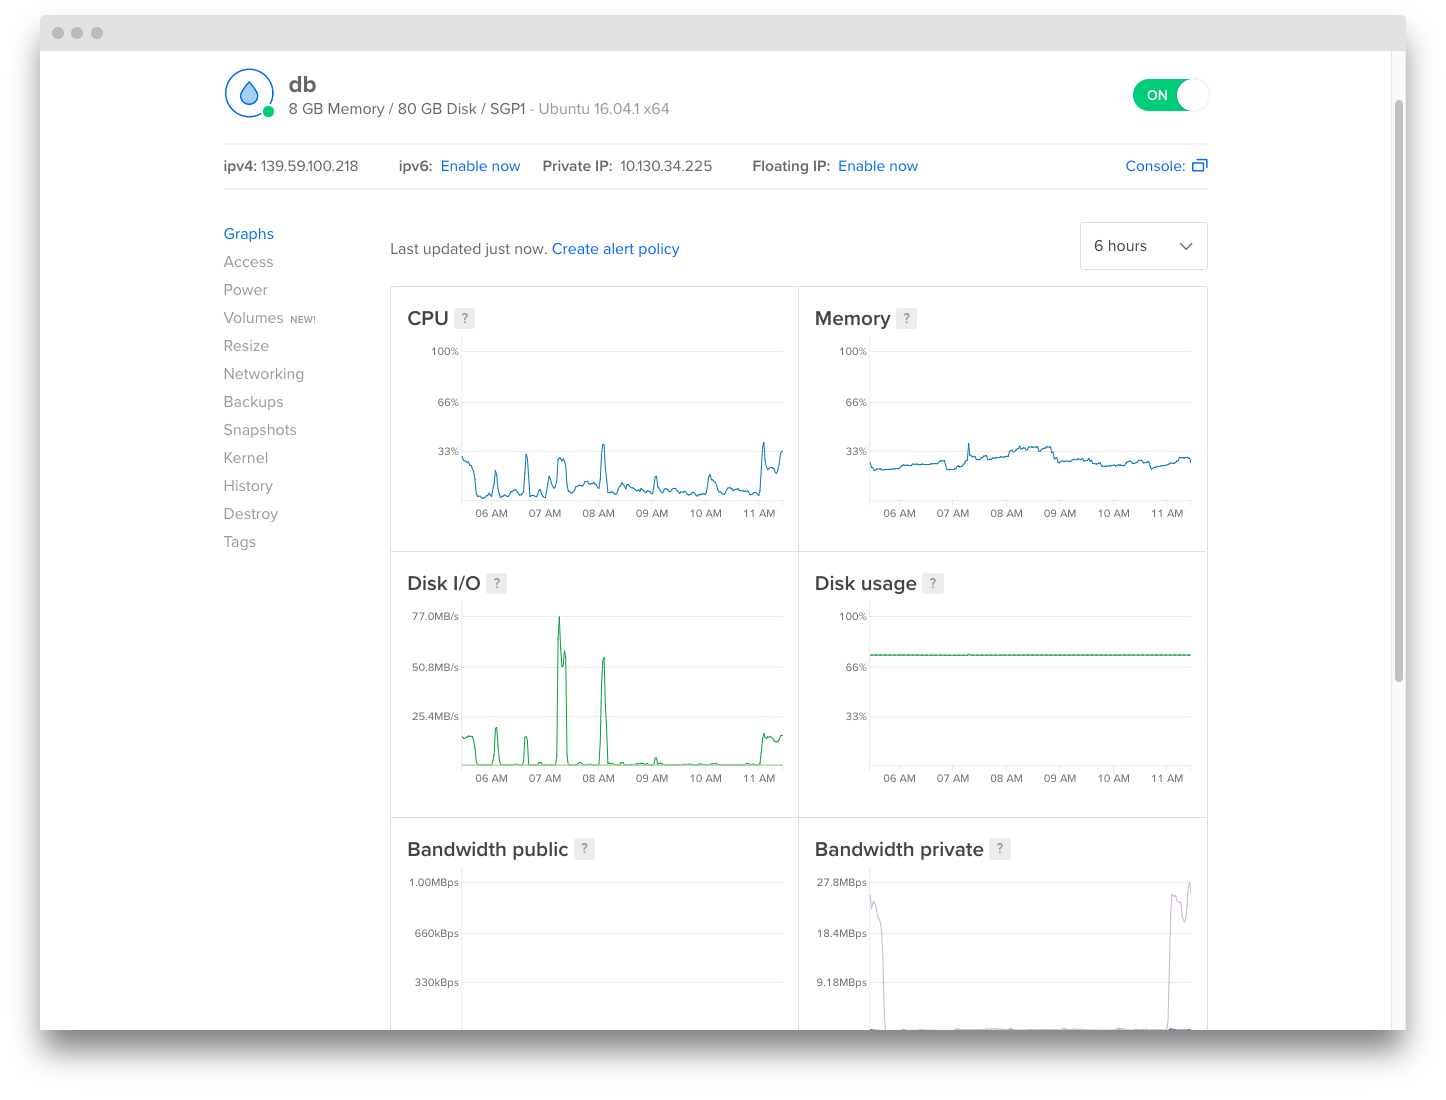 db
8 GB Memory / 80 GB Disk / SGP1 - Ubuntu 16.04.1 x64
ON
ipv4: 139.59.100.218 ipv6: Enable now Private IP: 10.130.34.225 Floating IP: Enable now Console:
Graphs
Access
Power
Volumes NEW!
Resize
Networking
Backups
Snapshots
Kernel
History
Destroy
Tags
Last updated just now. Create alert policy
6 hours
CPU ?
100%
66%
33%
06 AM 07 AM 08 AM 09 AM 10 AM 11 AM
Memory ?
100%
66%
33%
06 AM 07 AM 08 AM 09 AM 10 AM 11 AM
Disk I/O ?
77.0MB/s
50.8MB/s
25.4MB/s
06 AM 07 AM 08 AM 09 AM 10 AM 11 AM
Disk usage ?
100%
66%
33%
06 AM 07 AM 08 AM 09 AM 10 AM 11 AM
Bandwidth public ?
1.00MBps
660kBps
330kBps
Bandwidth private ?
27.8MBps
18.4MBps
9.18MBps